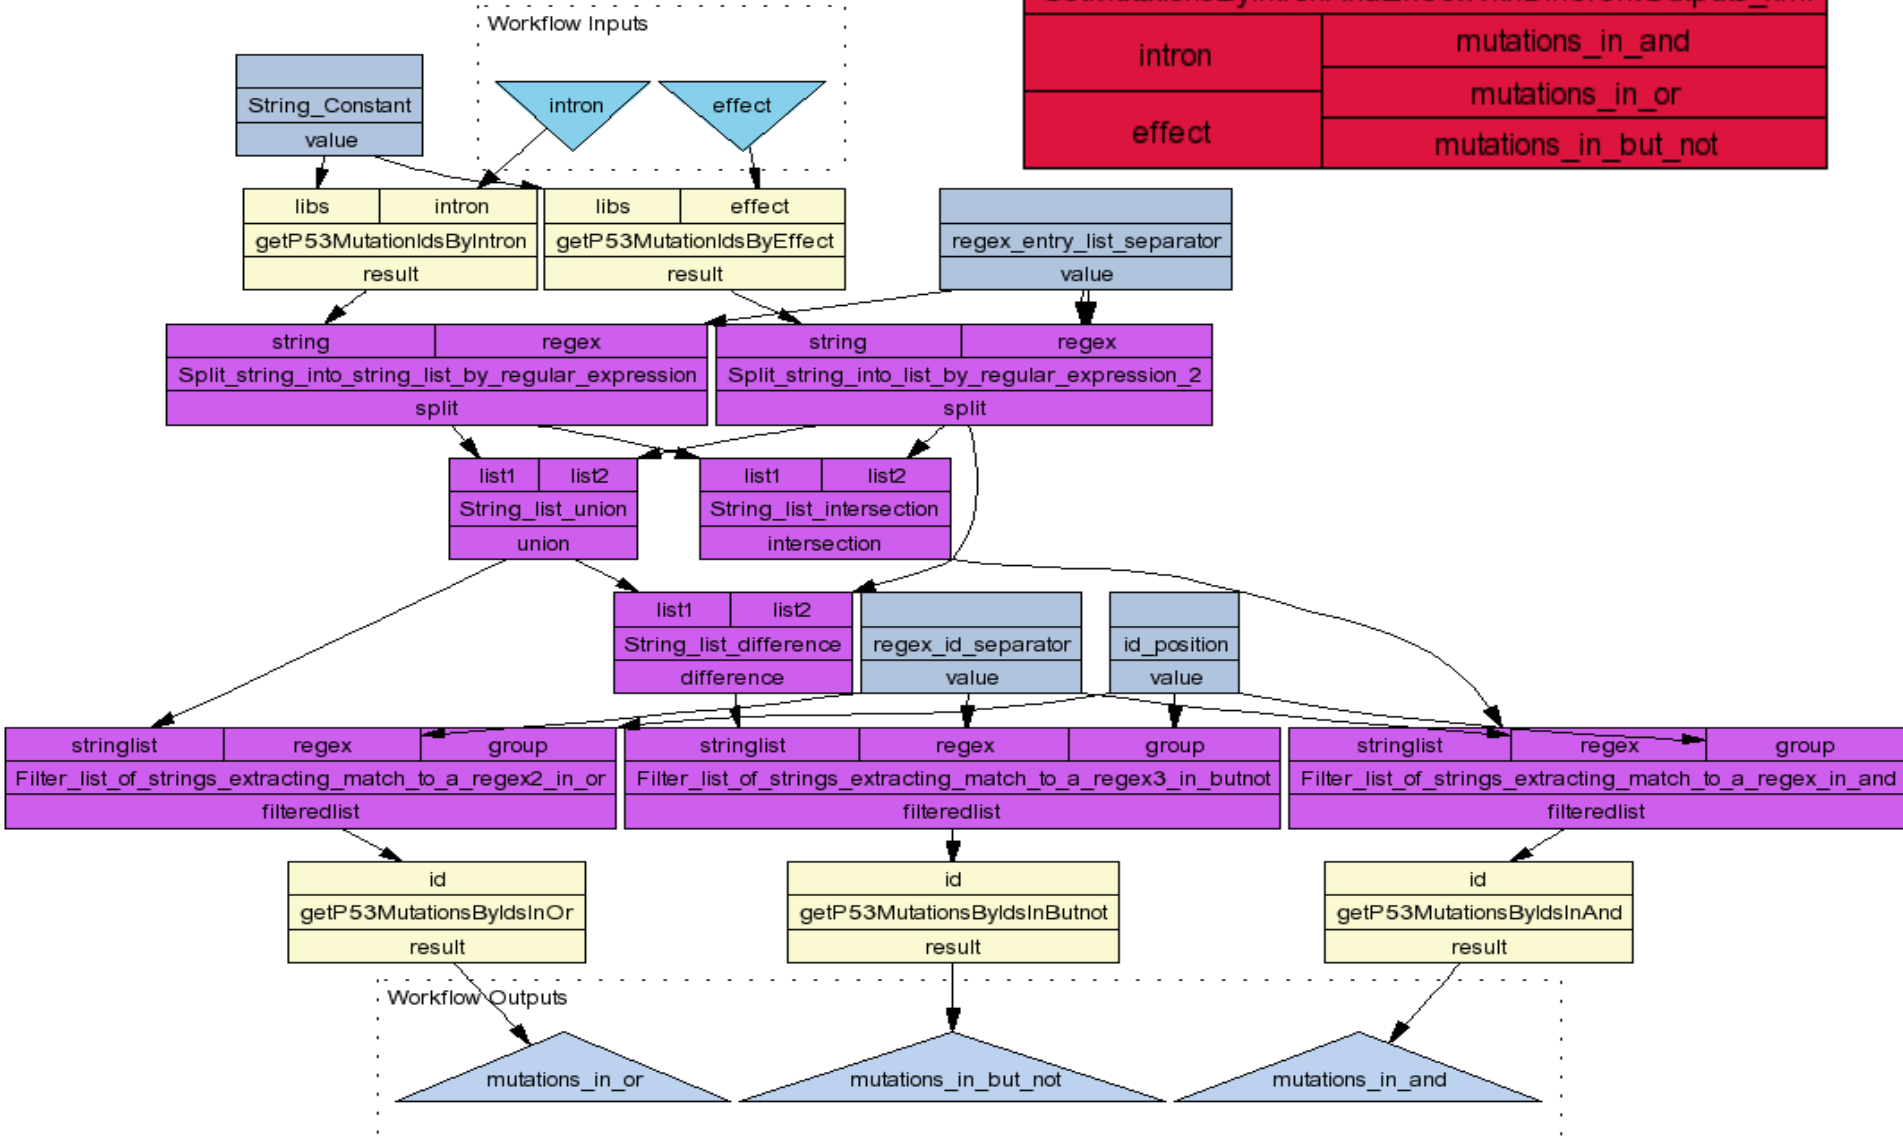 Workflow Inputs
String_Constant
value
intron
effect
intron
effect
mutations_in_and
mutations_in_or
mutations_in_but_not
libs intron
getP53MutationIdsByIntron
result
libs effect
getP53MutationIdsByEffect
result
regex_entry_list_separator
value
string regex
Split_string_into_string_list_by_regular_expression
split
string regex
Split_string_into_list_by_regular_expression_2
split
list1 list2
String_list_union
union
list1 list2
String_list_intersection
intersection
list1 list2
String_list_difference
difference
regex_id_separator
value
id_position
value
stringlist regex group
Filter_list_of_strings_extracting_match_to_a_regex2_in_or
filteredlist
stringlist regex group
Filter_list_of_strings_extracting_match_to_a_regex3_in_butnot
filteredlist
stringlist regex group
Filter_list_of_strings_extracting_match_to_a_regex_in_and
filteredlist
id
getP53MutationsByIdsInOr
result
id
getP53MutationsByIdsInButnot
result
id
getP53MutationsByIdsInAnd
result
Workflow Outputs
mutations_in_or
mutations_in_but_not
mutations_in_and